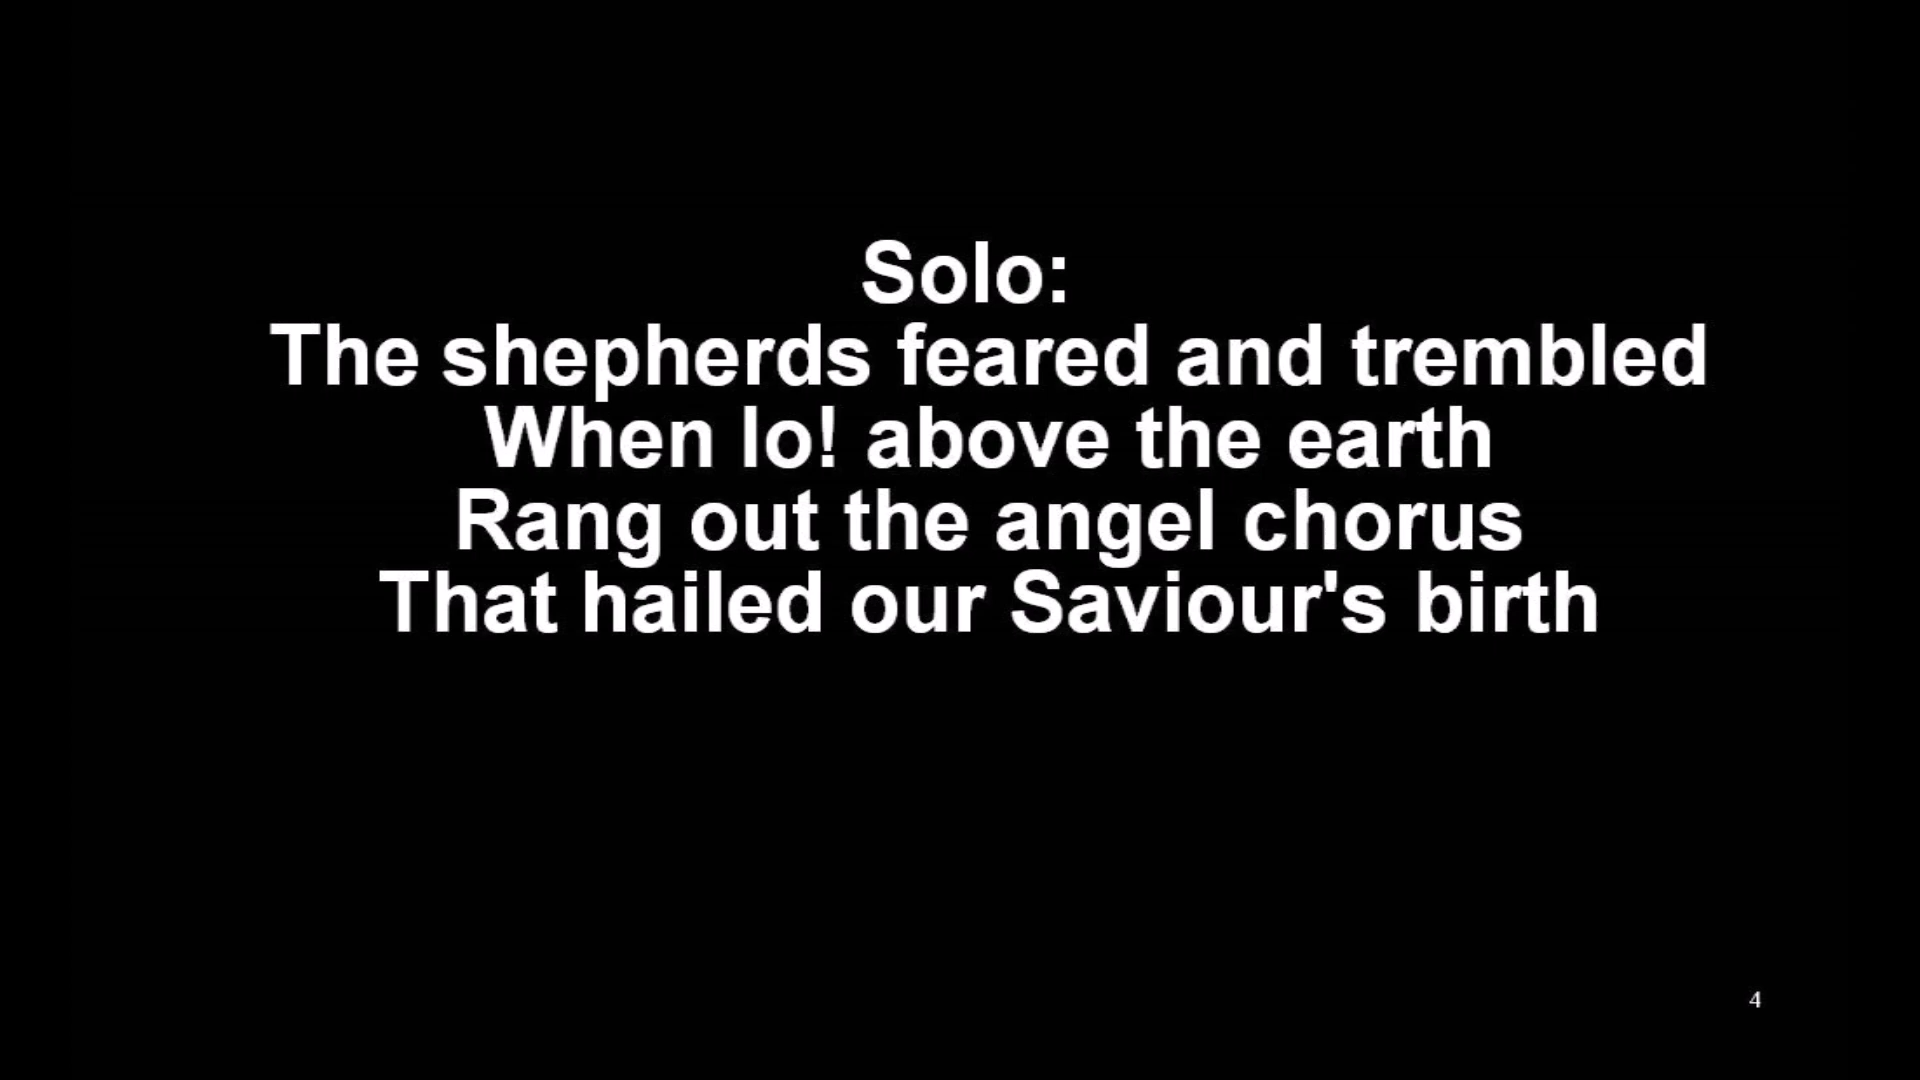 Solo:
The shepherds feared and trembled
When lo! above the earth
Rang out the angel chorus
That hailed our Saviour's birth
4